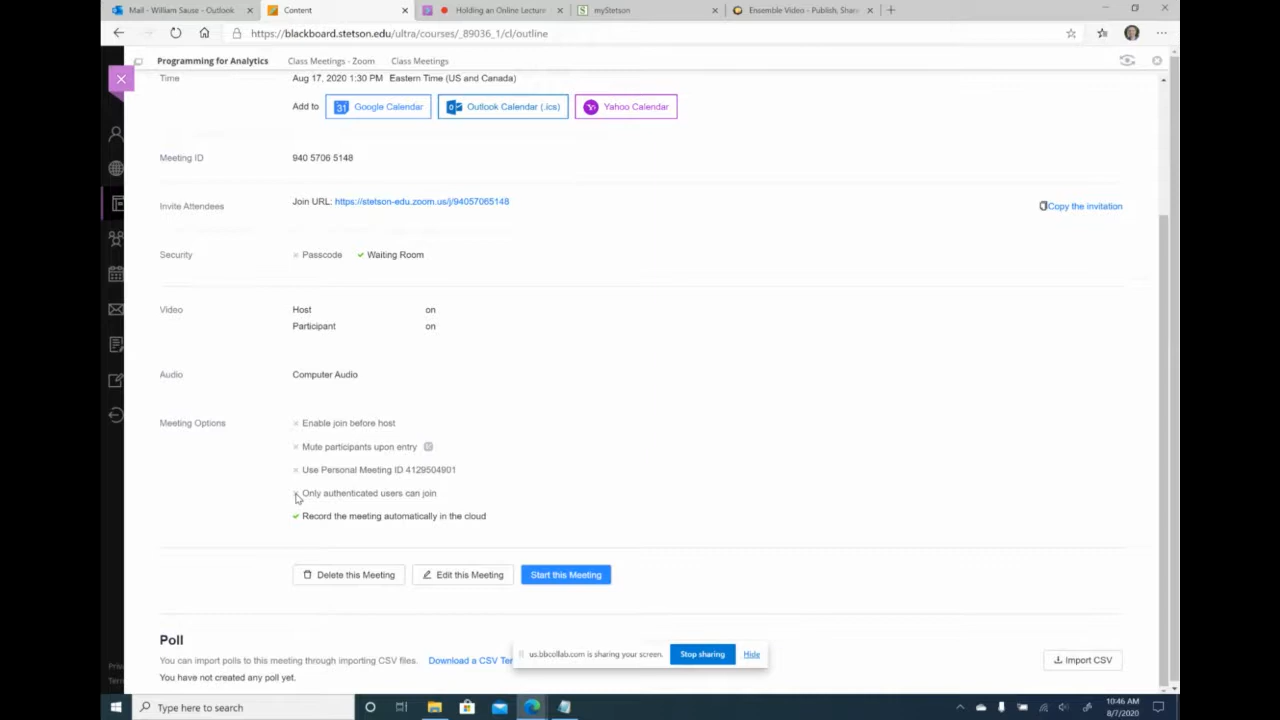 Mail - William Sause - Outlook
Content
Holding an Online Lecture
myStetson
Ensemble Video - Publish, Share
https://blackboard.stetson.edu/ultra/courses/_89036_1/cl/outline
Programming for Analytics Class Meetings - Zoom Class Meetings
Time Aug 17, 2020 1:30 PM Eastern Time (US and Canada)
Add to 31 Google Calendar Outlook Calendar (.ics) Yahoo Calendar
Meeting ID 940 5706 5148
Invite Attendees Join URL: https://stetson-edu.zoom.us/j/94057065148 Copy the invitation
Security Passcode Waiting Room
Video Host on
Participant on
Audio Computer Audio
Meeting Options Enable join before host
Mute participants upon entry
Use Personal Meeting ID 4129504901
Only authenticated users can join
Record the meeting automatically in the cloud
Delete this Meeting Edit this Meeting Start this Meeting
Poll
us.bbcollab.com is sharing your screen. Stop sharing Hide
You can import polls to this meeting through importing CSV files. Download a CSV Ter Import CSV
You have not created any poll yet.
Priv
Tern
Type here to search
10:46 AM
8/7/2020